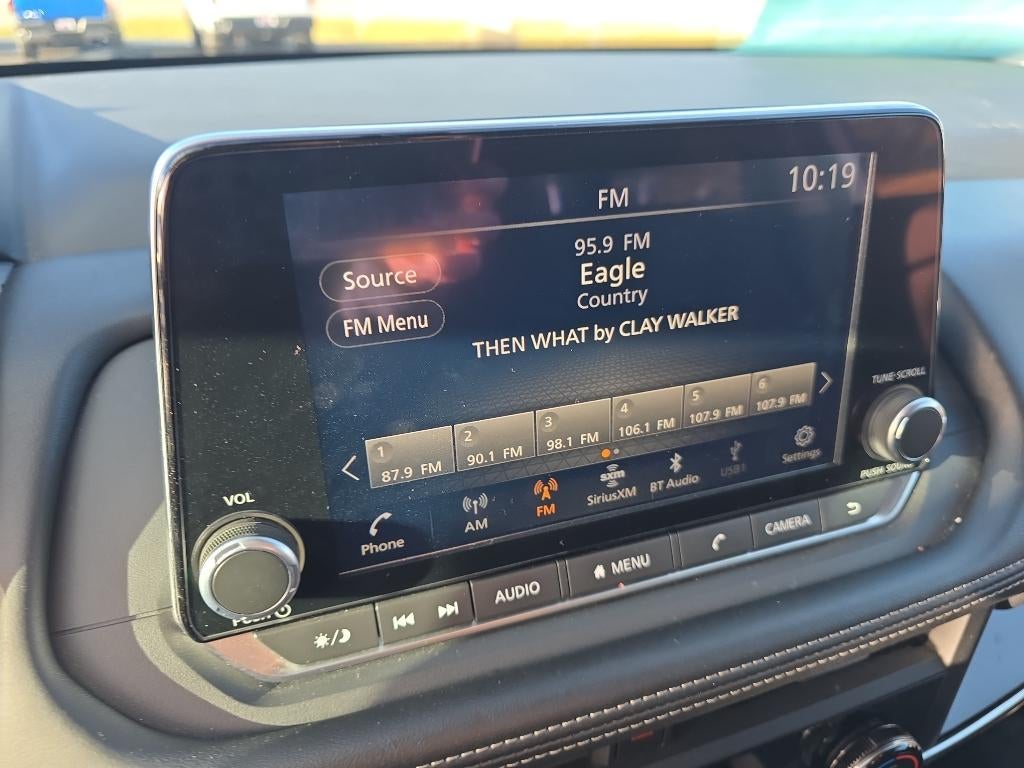 FM
10:19
95.9 FM
Eagle
Country
THEN WHAT by CLAY WALKER
Source
FM Menu
1
87.9 FM
2
90.1 FM
3
98.1 FM
4
106.1 FM
5
107.9 FM
6
107.9 FM
Phone
AM
FM
sxm
SiriusXM
BT Audio
USB1
Settings
VOL
TUNE·SCROLL
PUSH
AUDIO
MENU
CAMERA